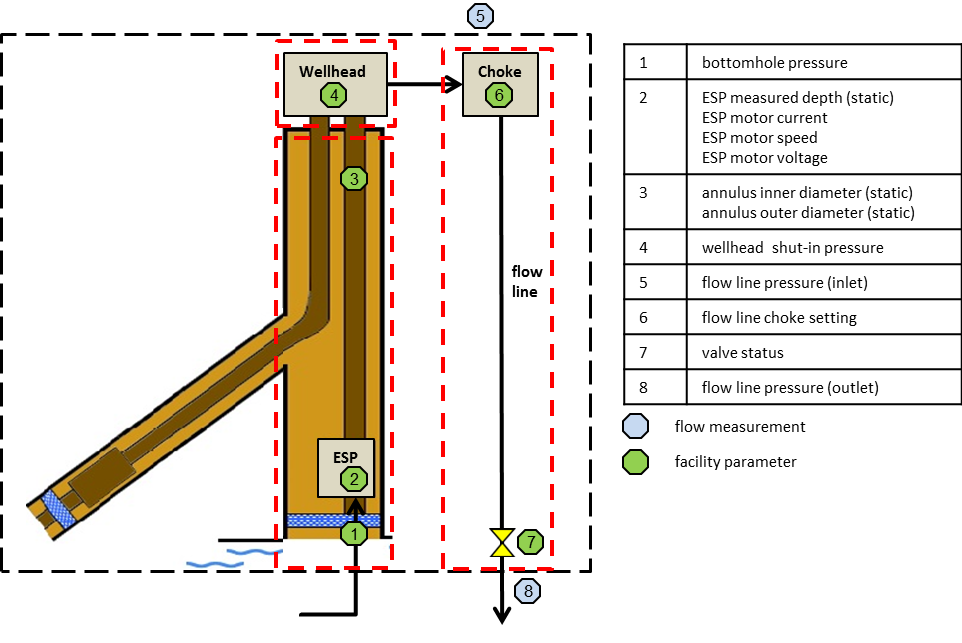 5
Wellhead
4
Choke
6
3
flow
line
ESP
2
1
7
8
1 bottomhole pressure
2 ESP measured depth (static)
ESP motor current
ESP motor speed
ESP motor voltage
3 annulus inner diameter (static)
annulus outer diameter (static)
4 wellhead  shut-in pressure
5 flow line pressure (inlet)
6 flow line choke setting
7 valve status
8 flow line pressure (outlet)
flow measurement
facility parameter